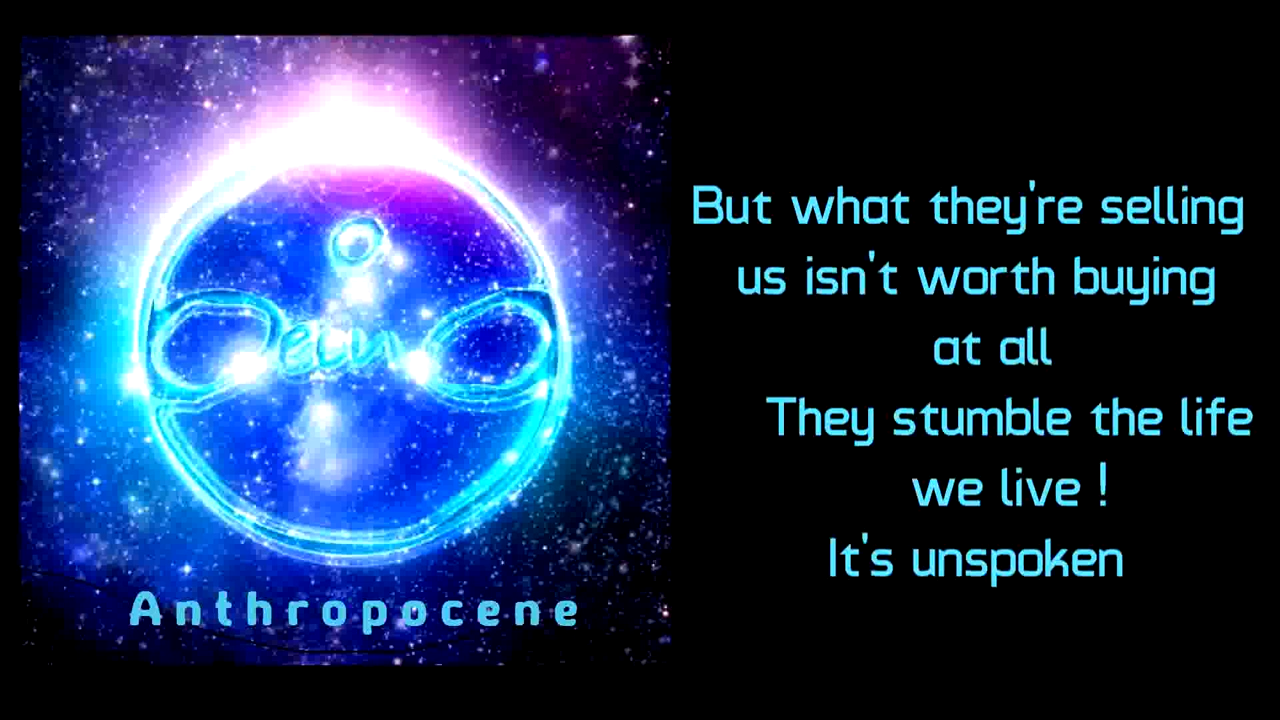 Anthropocene
But what they're selling
us isn't worth buying
at all
They stumble the life
we live !
It's unspoken